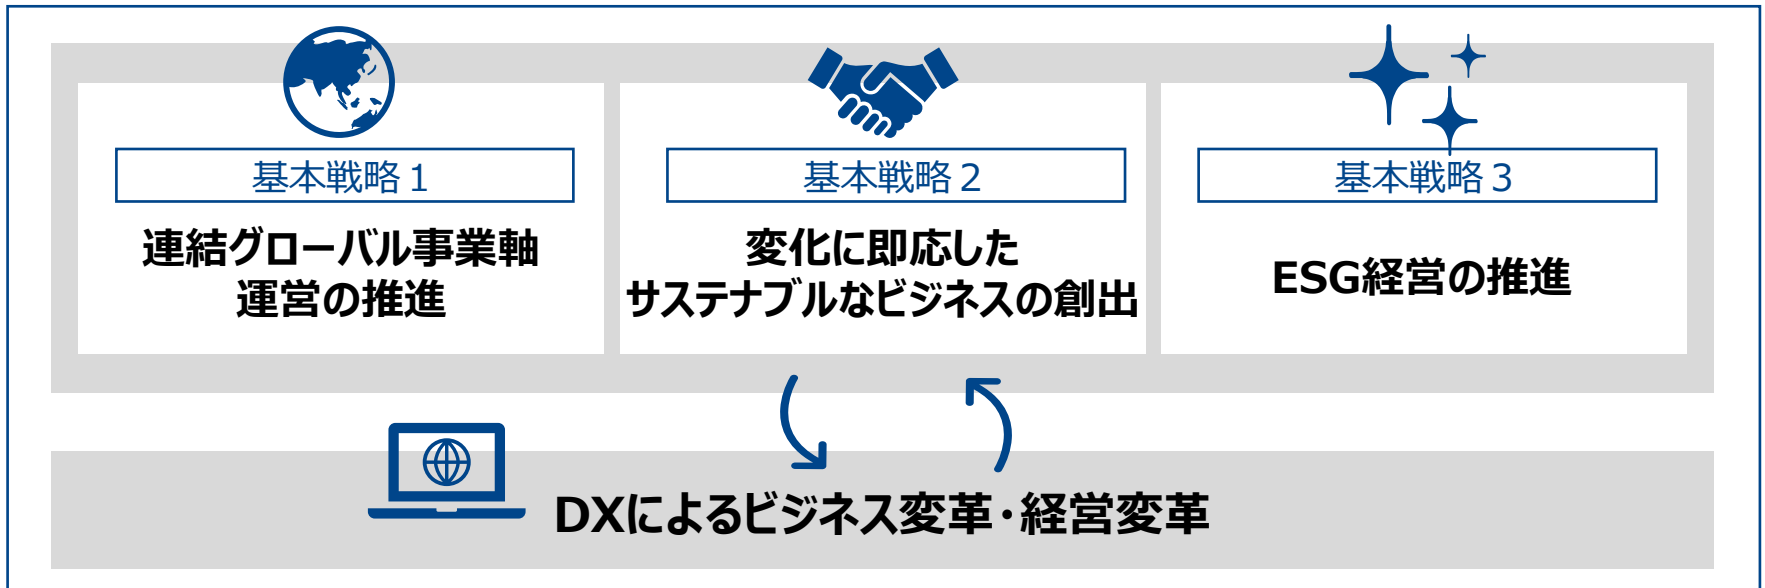 基本戦略１
連結グローバル事業軸
運営の推進
基本戦略２
変化に即応した
サステナブルなビジネスの創出
基本戦略３
ESG経営の推進
DXによるビジネス変革・経営変革